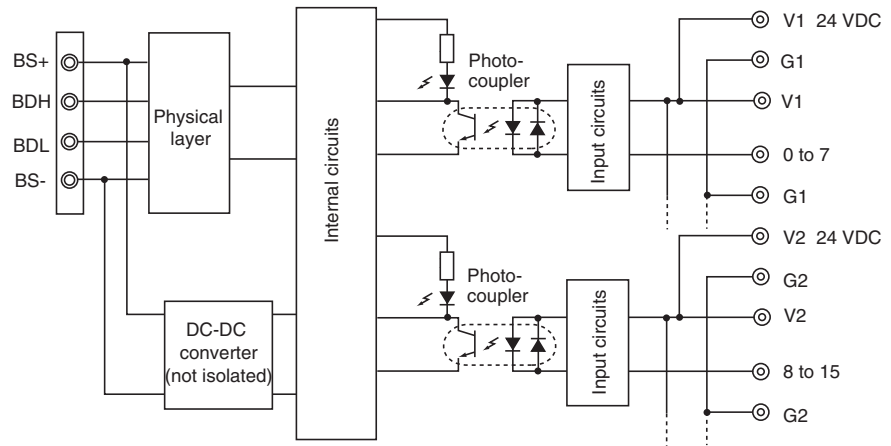 BS+
BDH
BDL
BS-
Physical
layer
DC-DC
converter
(not isolated)
Internal circuits
Photo-
coupler
Input circuits
V1 24 VDC
G1
V1
0 to 7
G1
Photo-
coupler
Input circuits
V2 24 VDC
G2
V2
8 to 15
G2